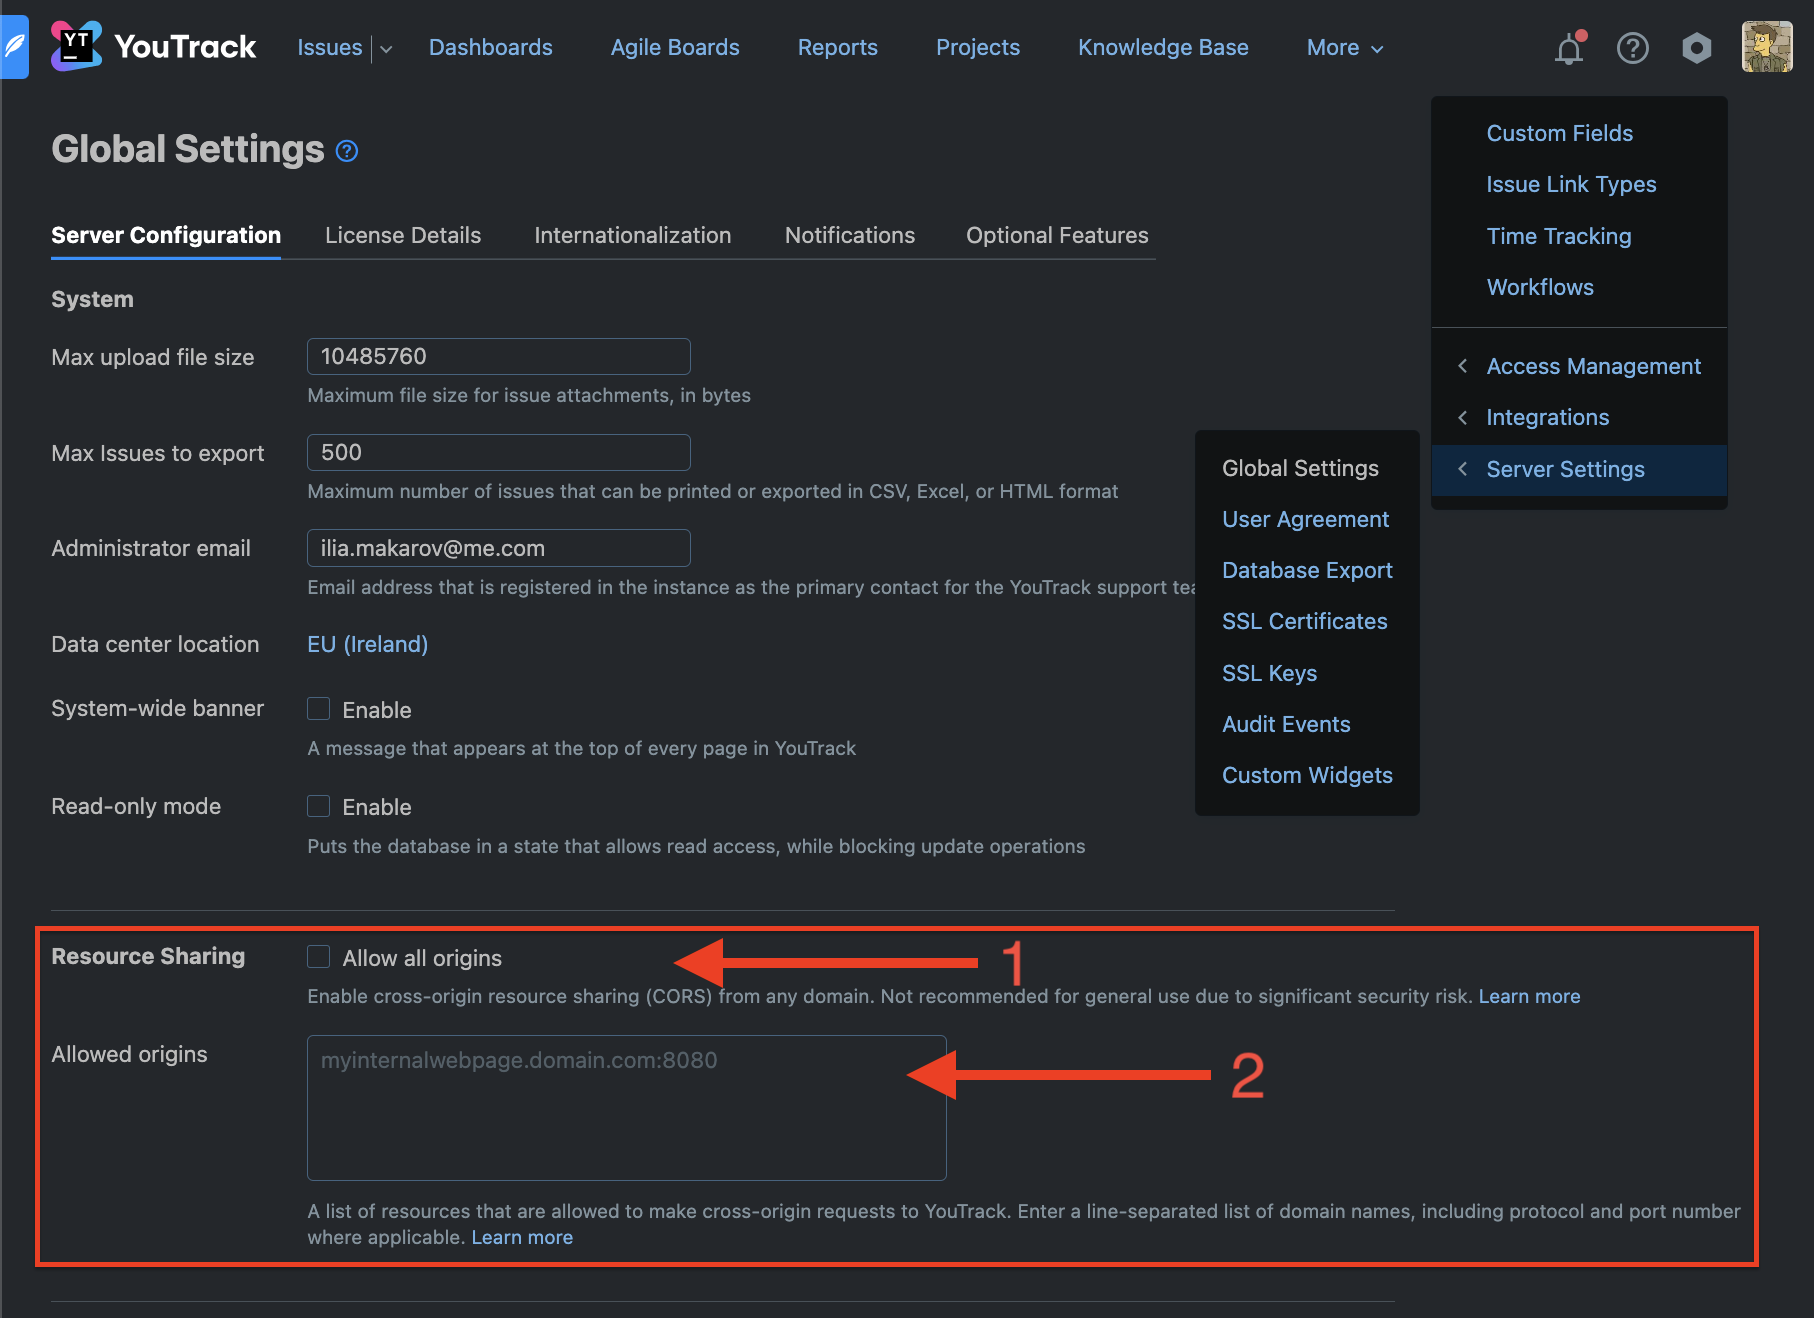 YT
YouTrack
Issues
Dashboards
Agile Boards
Reports
Projects
Knowledge Base
More
Global Settings
Server Configuration
License Details
Internationalization
Notifications
Optional Features
System
Max upload file size
10485760
Maximum file size for issue attachments, in bytes
Max Issues to export
500
Maximum number of issues that can be printed or exported in CSV, Excel, or HTML format
Administrator email
ilia.makarov@me.com
Email address that is registered in the instance as the primary contact for the YouTrack support tea
Data center location
EU (Ireland)
System-wide banner
Enable
A message that appears at the top of every page in YouTrack
Read-only mode
Enable
Puts the database in a state that allows read access, while blocking update operations
Custom Fields
Issue Link Types
Time Tracking
Workflows
Access Management
Integrations
Server Settings
Global Settings
User Agreement
Database Export
SSL Certificates
SSL Keys
Audit Events
Custom Widgets
Resource Sharing
Allow all origins
1
Enable cross-origin resource sharing (CORS) from any domain. Not recommended for general use due to significant security risk. Learn more
Allowed origins
myinternalwebpage.domain.com:8080
2
A list of resources that are allowed to make cross-origin requests to YouTrack. Enter a line-separated list of domain names, including protocol and port number
where applicable. Learn more